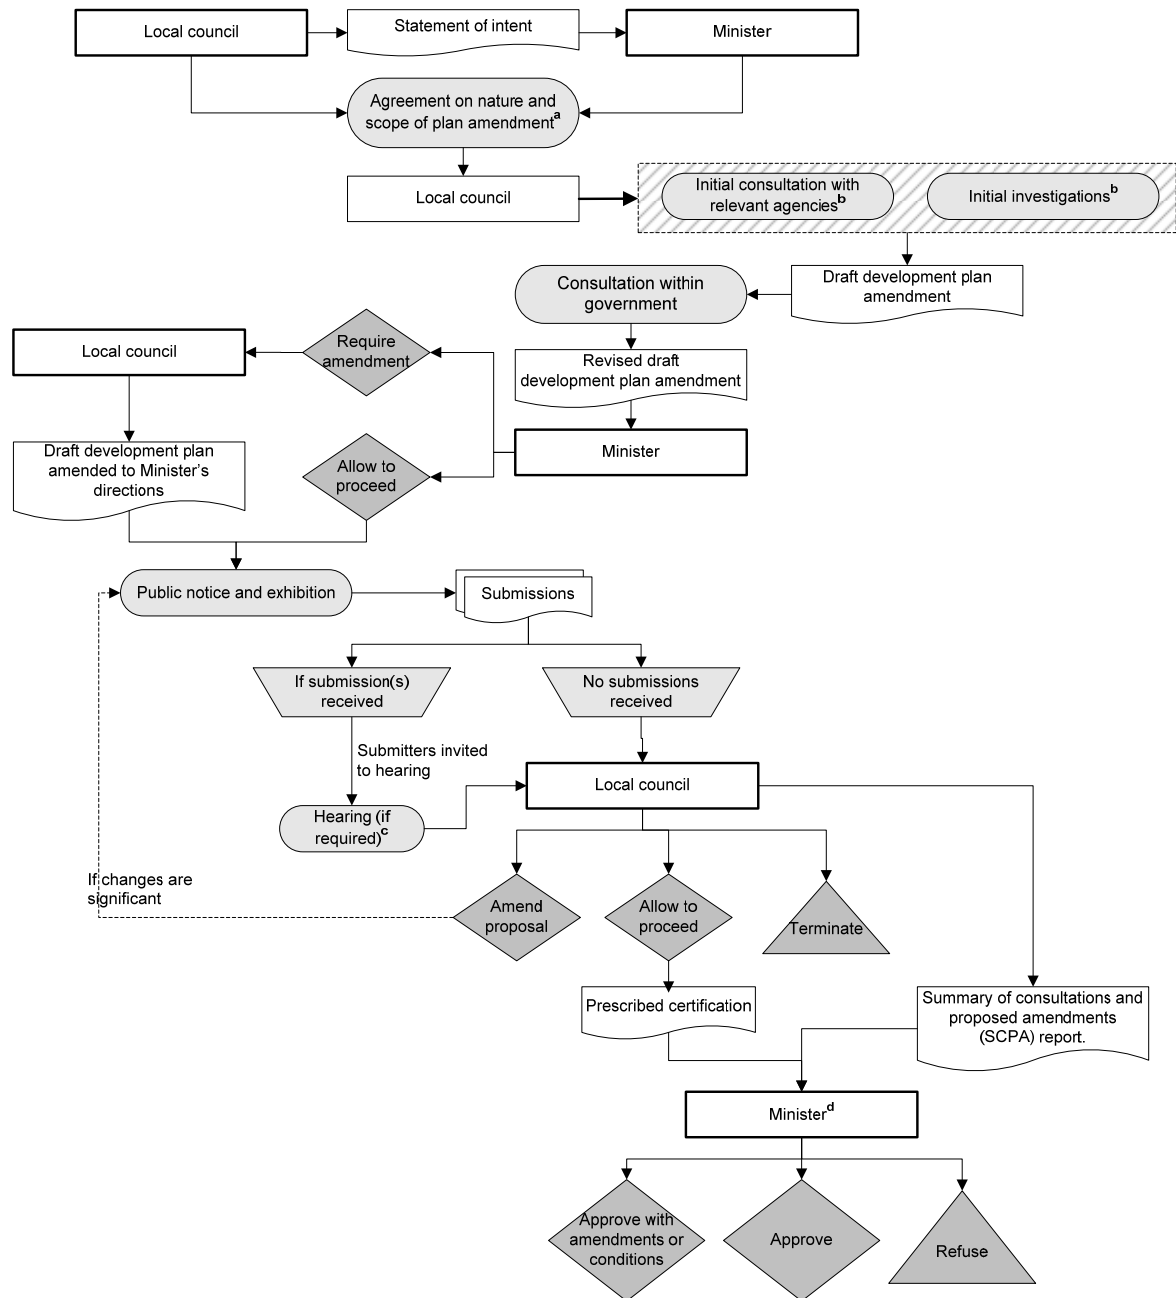 Local council
Statement of intent
Minister
Agreement on nature and
scope of plan amendment a
Local council
Initial consultation with
relevant agencies b
Initial investigations b
Draft development plan
amendment
Consultation within
government
Revised draft
development plan amendment
Minister
Require
amendment
Local council
Allow to
proceed
Draft development plan
amended to Minister's
directions
Public notice and exhibition
Submissions
If submission(s)
received
No submissions
received
Submitters invited
to hearing
Hearing (if
required) c
Local council
If changes are
significant
Amend
proposal
Allow to
proceed
Terminate
Prescribed certification
Summary of consultations and
proposed amendments
(SCPA) report.
Minister d
Approve with
amendments or
conditions
Approve
Refuse